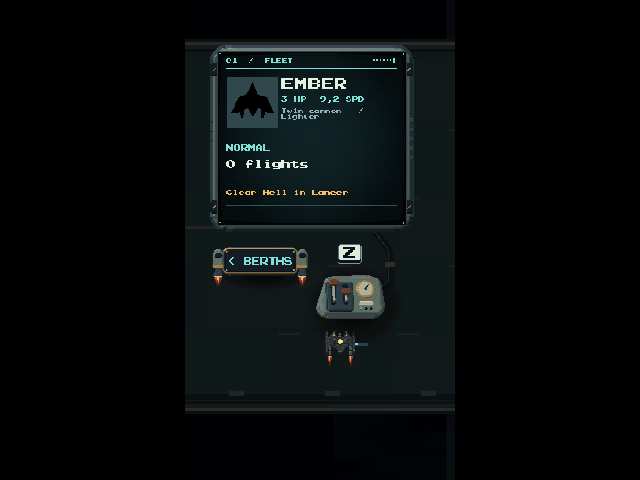 01 / FLEET
EMBER
3 HP 9,2 SPD
Twin cannon /
Lighter
NORMAL
0 flights
Clear Hell in Lancer
< BERTHS
Z